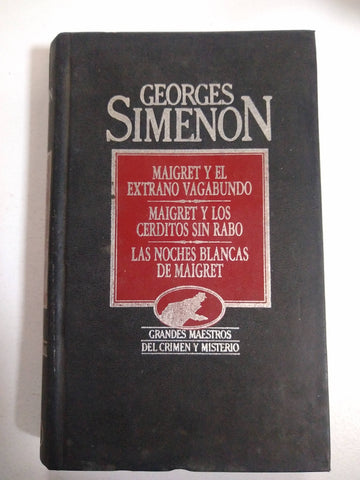 GEORGES
SIMENON
MAIGRET Y EL
EXTRAÑO VAGABUNDO
MAIGRET Y LOS
CERDITOS SIN RABO
LAS NOCHES BLANCAS
DE MAIGRET
GRANDES MAESTROS
DEL CRIMEN Y MISTERIO